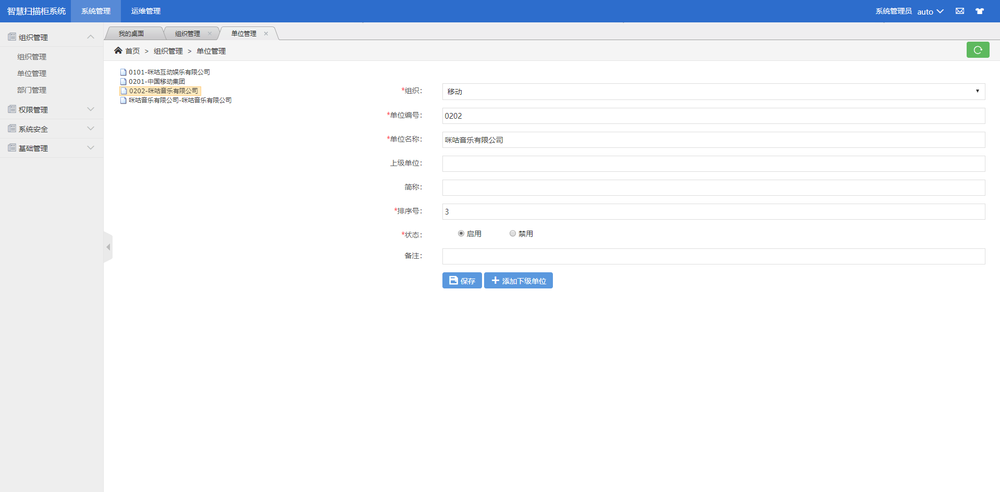 智慧扫描柜系统 系统管理 运维管理 系统管理员 auto
我的桌面 组织管理 单位管理
首页 > 组织管理 > 单位管理
组织管理
组织管理
单位管理
部门管理
权限管理
系统安全
基础管理
0101-咪咕互动娱乐有限公司
0201-中国移动集团
0202-咪咕音乐有限公司
咪咕音乐有限公司-咪咕音乐有限公司
*组织: 移动
*单位编号: 0202
*单位名称: 咪咕音乐有限公司
上级单位:
简称:
*排序号: 3
*状态: 启用 禁用
备注:
保存 添加下级单位